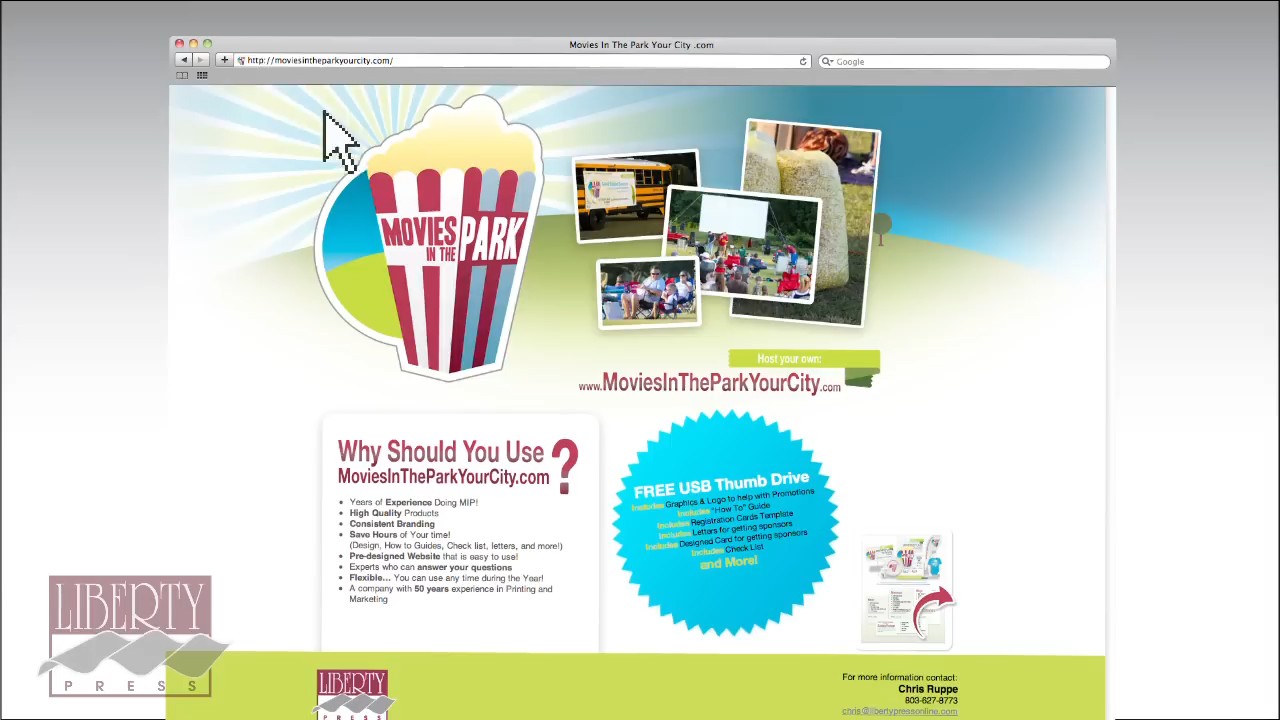 Movies In The Park Your City .com
http://moviesintheparkyourcity.com/
Google
MOVIES
IN THE PARK
Host your own:
www.MoviesInTheParkYourCity.com
Why Should You Use
MoviesInTheParkYourCity.com ?
• Years of Experience Doing MIP!
• High Quality Products
• Consistent Branding
• Save Hours of Your time!
(Design, How to Guides, Check list, letters, and more!)
• Pre-designed Website that is easy to use!
• Experts who can answer your questions
• Flexible... You can use any time during the Year!
• A company with 50 years experience in Printing and
Marketing
FREE USB Thumb Drive
Includes Graphics & Logo to help with Promotions
Includes "How To" Guide
Includes Registration Cards Template
Includes Letters for getting sponsors
Includes Designed Card for getting sponsors
Includes Check List
and More!
LIBERTY
PRESS
LIBERTY
PRESS
For more information contact:
Chris Ruppe
803-627-8773
chris@libertypressonline.com